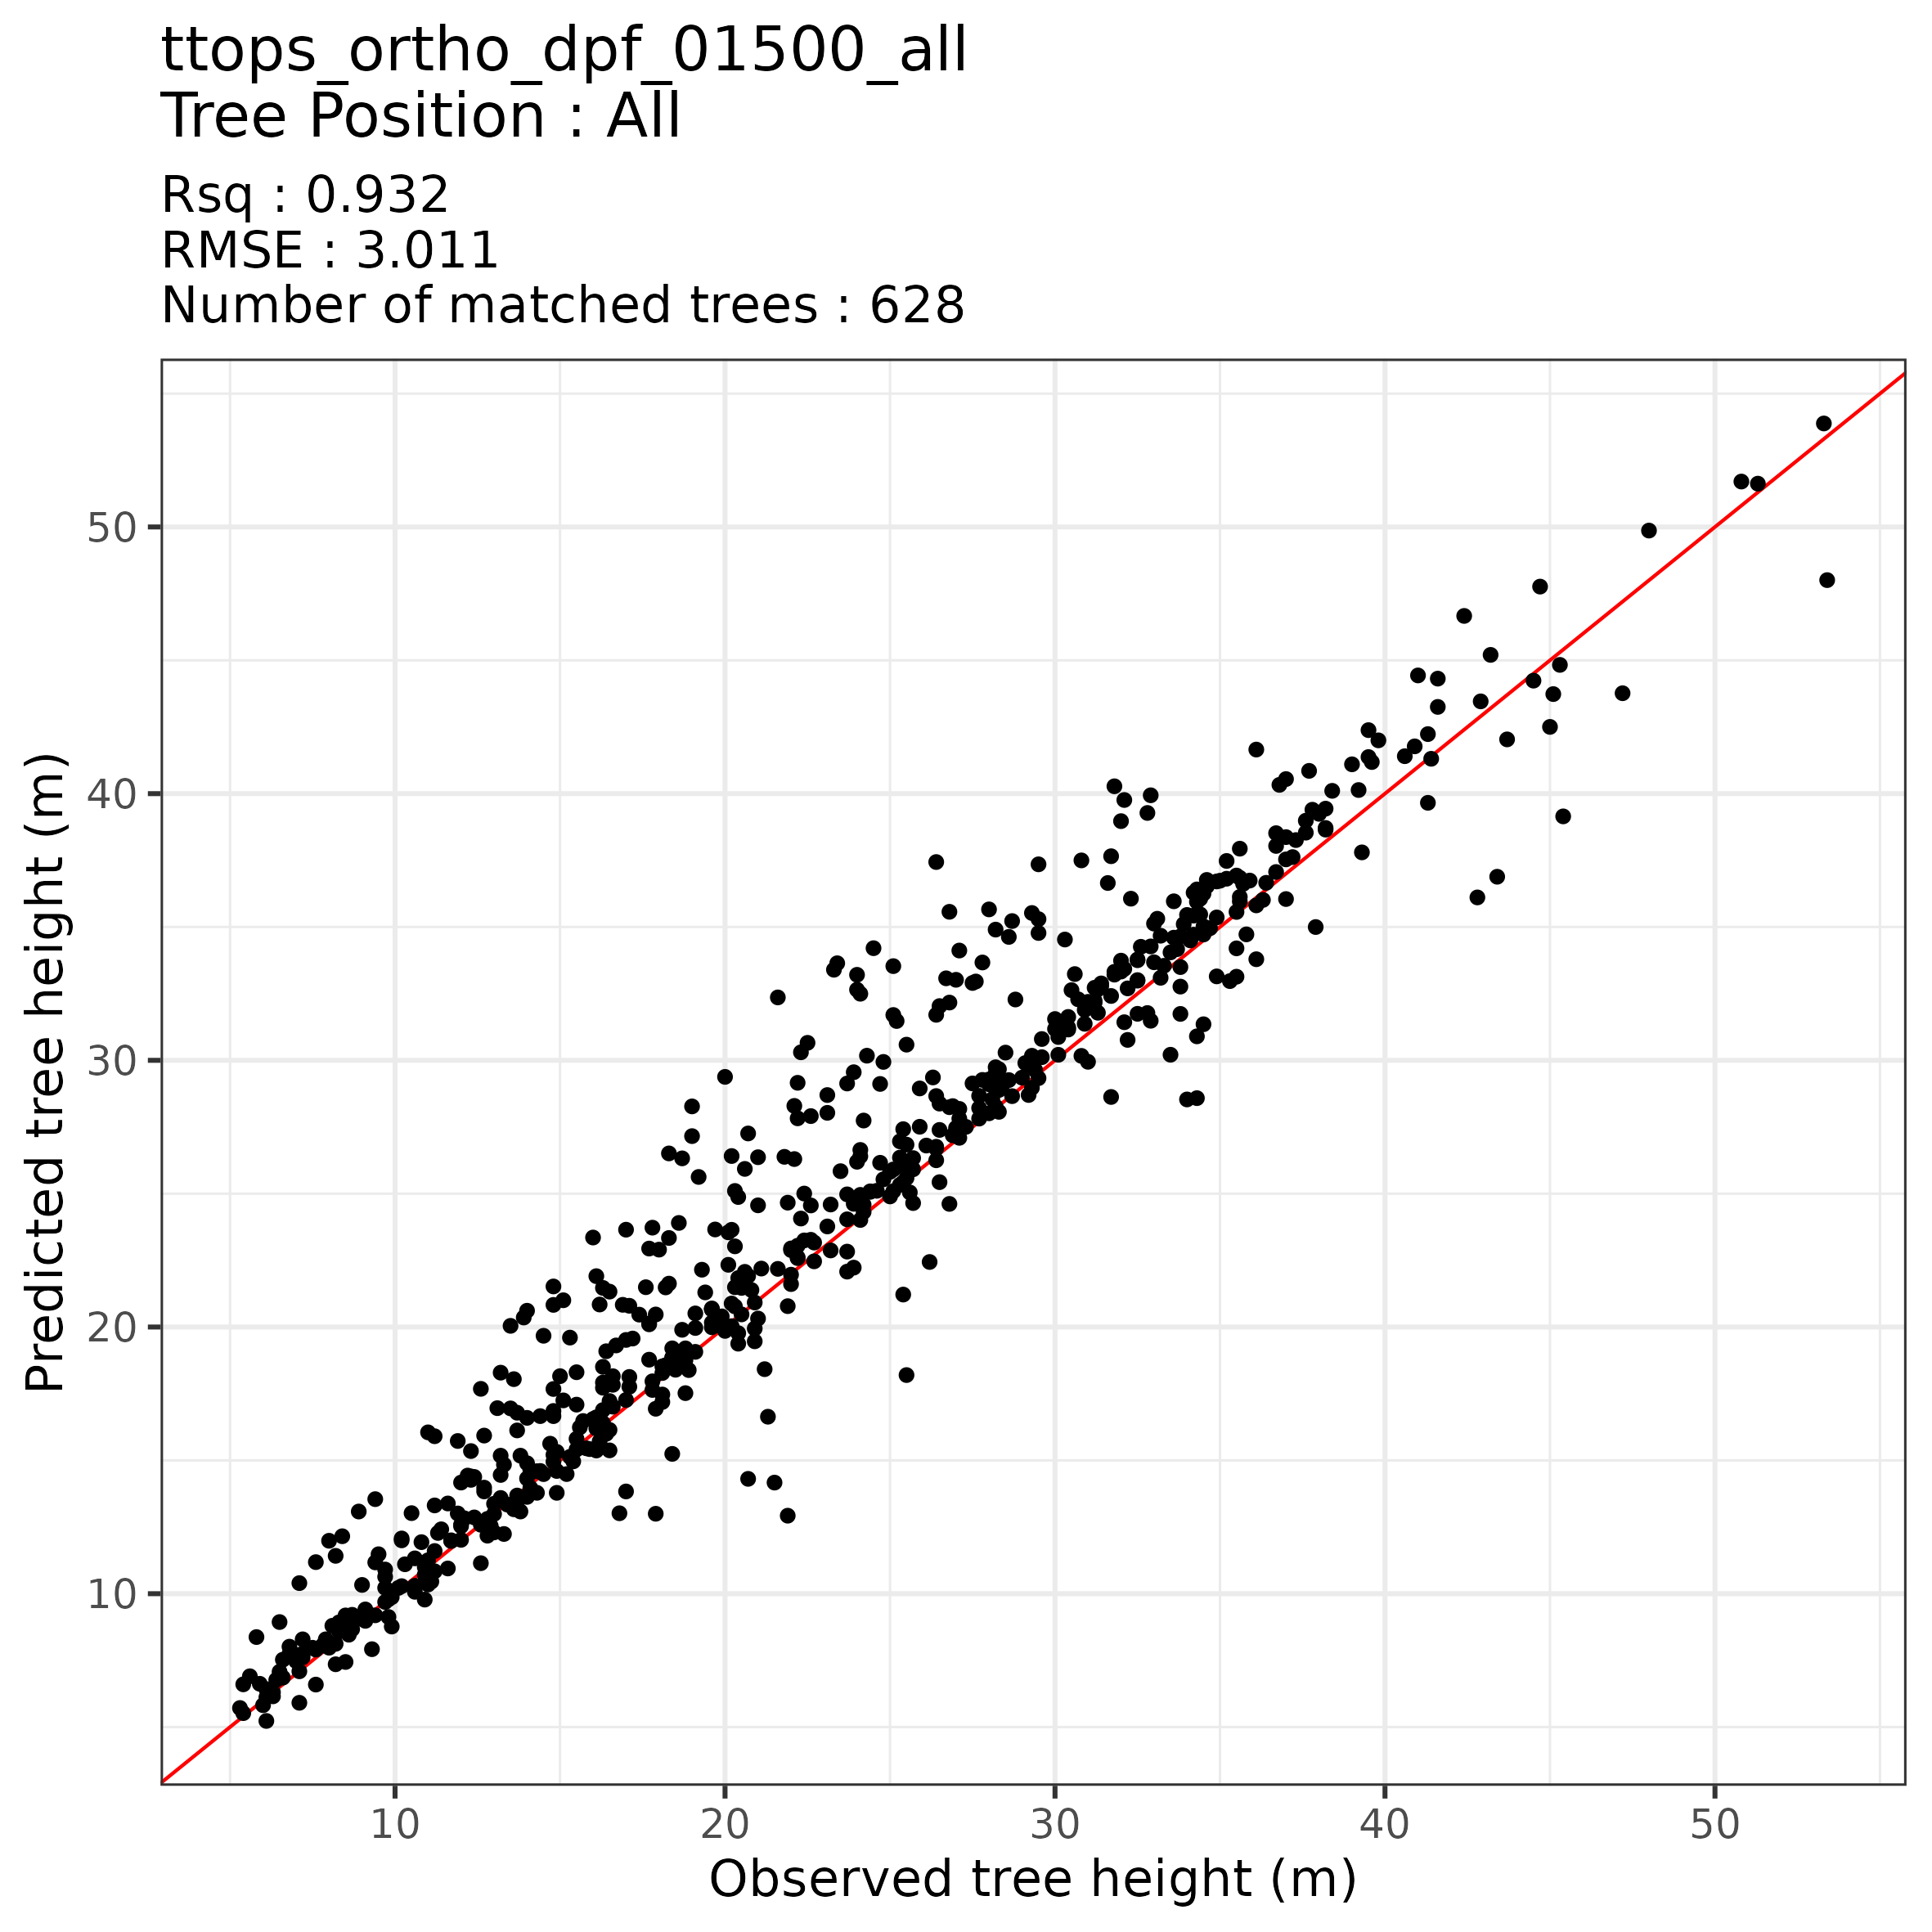 ttops_ortho_dpf_01500_all
Tree Position : All
Rsq : 0.932
RMSE : 3.011
Number of matched trees : 628
Predicted tree height (m)
50
40
30
20
10
10 20 30 40 50
Observed tree height (m)